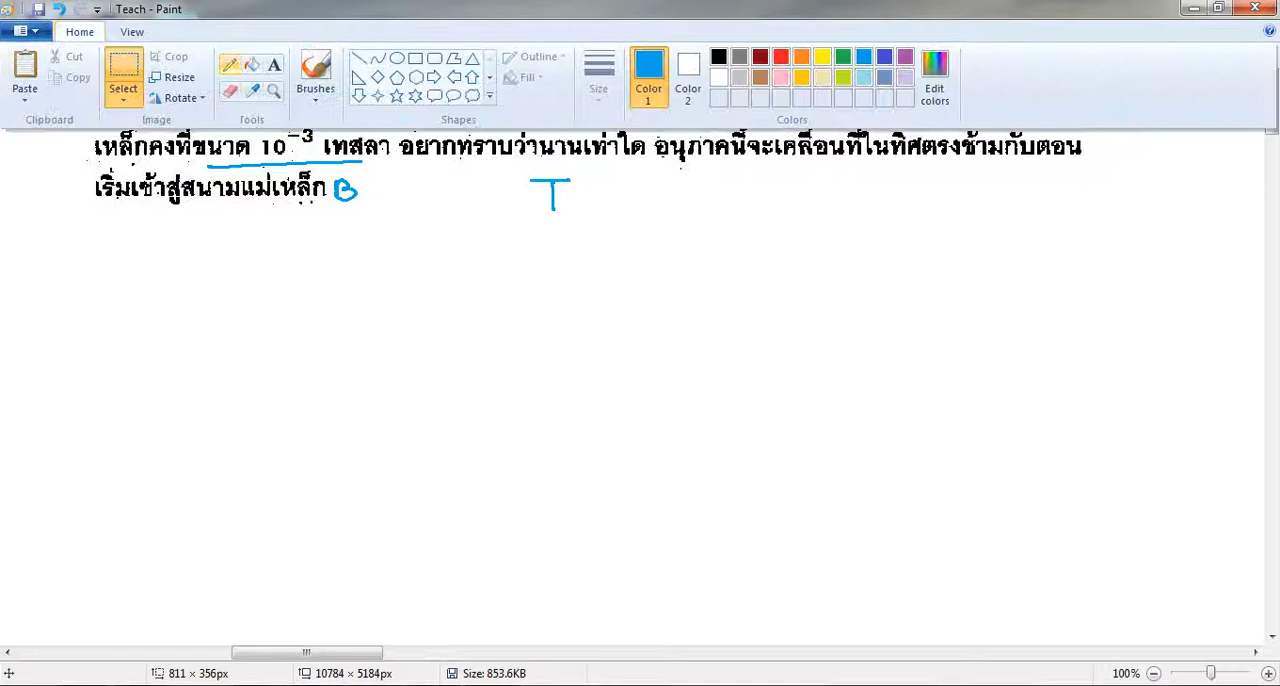 Teach - Paint
Home View
Paste
Cut
Copy
Select
Crop
Resize
Rotate
A
Brushes
Outline
Fill
Size
Color 1
Color 2
Edit colors
Clipboard Image Tools Shapes Colors
เหล็กคงที่ขนาด 10⁻³ เทสลา อยากทราบว่านานเท่าใด อนุภาคนี้จะเคลื่อนที่ในทิศตรงข้ามกับตอน
เริ่มเข้าสู่สนามแม่เหล็ก B T
811 × 356px 10784 × 5184px Size: 853.6KB 100%